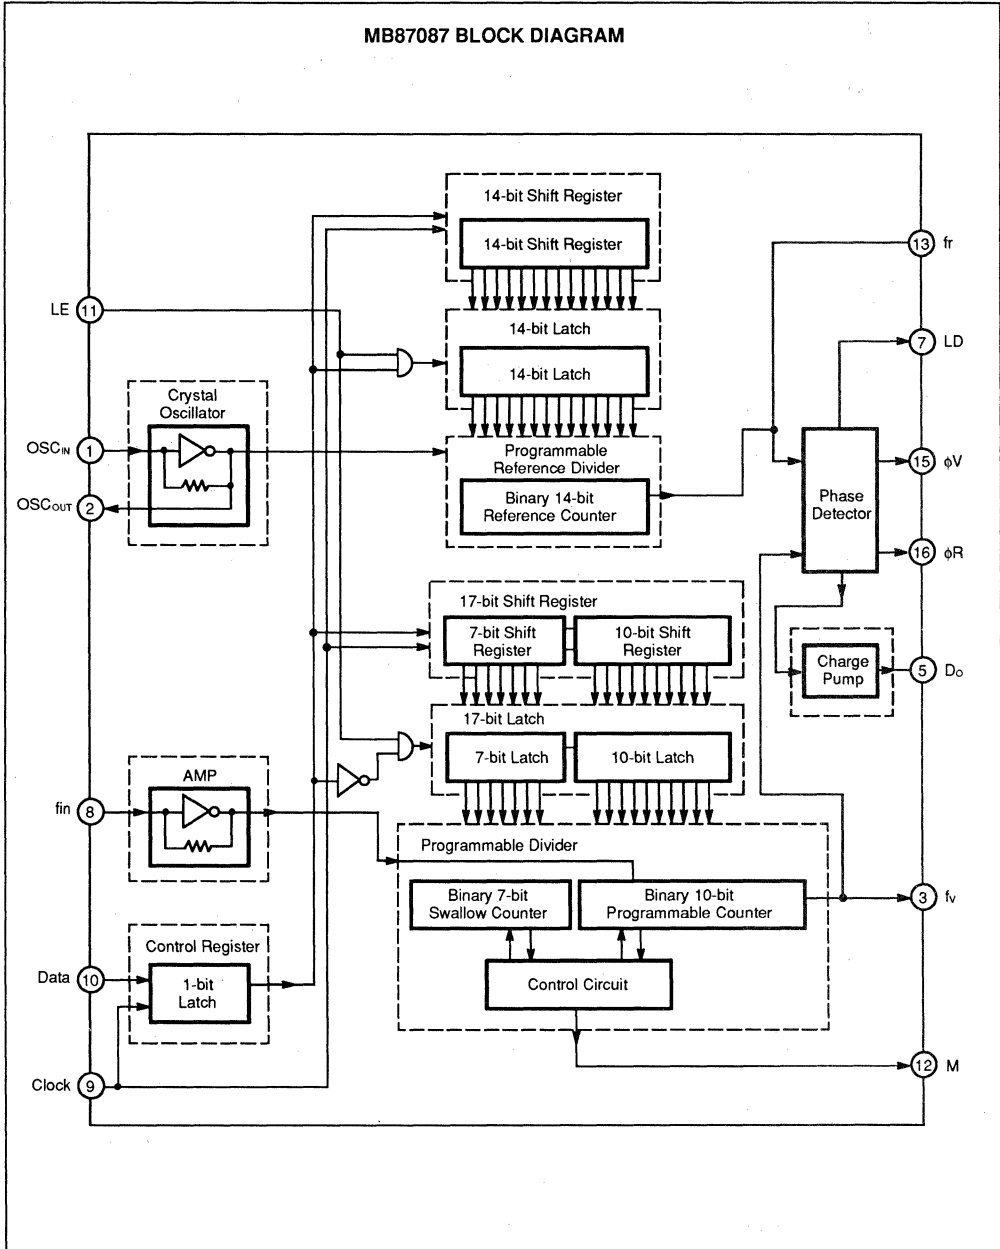 MB87087 BLOCK DIAGRAM
14-bit Shift Register
14-bit Shift Register
13 fr
LE 11
14-bit Latch
7 LD
14-bit Latch
Crystal
Oscillator
OSCIN 1
Programmable
Reference Divider
15 ϕV
Binary 14-bit
Reference Counter
Phase
Detector
OSCOUT 2
16 ϕR
17-bit Shift Register
7-bit Shift
Register
10-bit Shift
Register
Charge
Pump
5 DO
17-bit Latch
7-bit Latch
10-bit Latch
AMP
fin 8
Programmable Divider
Binary 7-bit
Swallow Counter
Binary 10-bit
Programmable Counter
3 fv
Control Register
Data 10
1-bit
Latch
Control Circuit
12 M
Clock 9